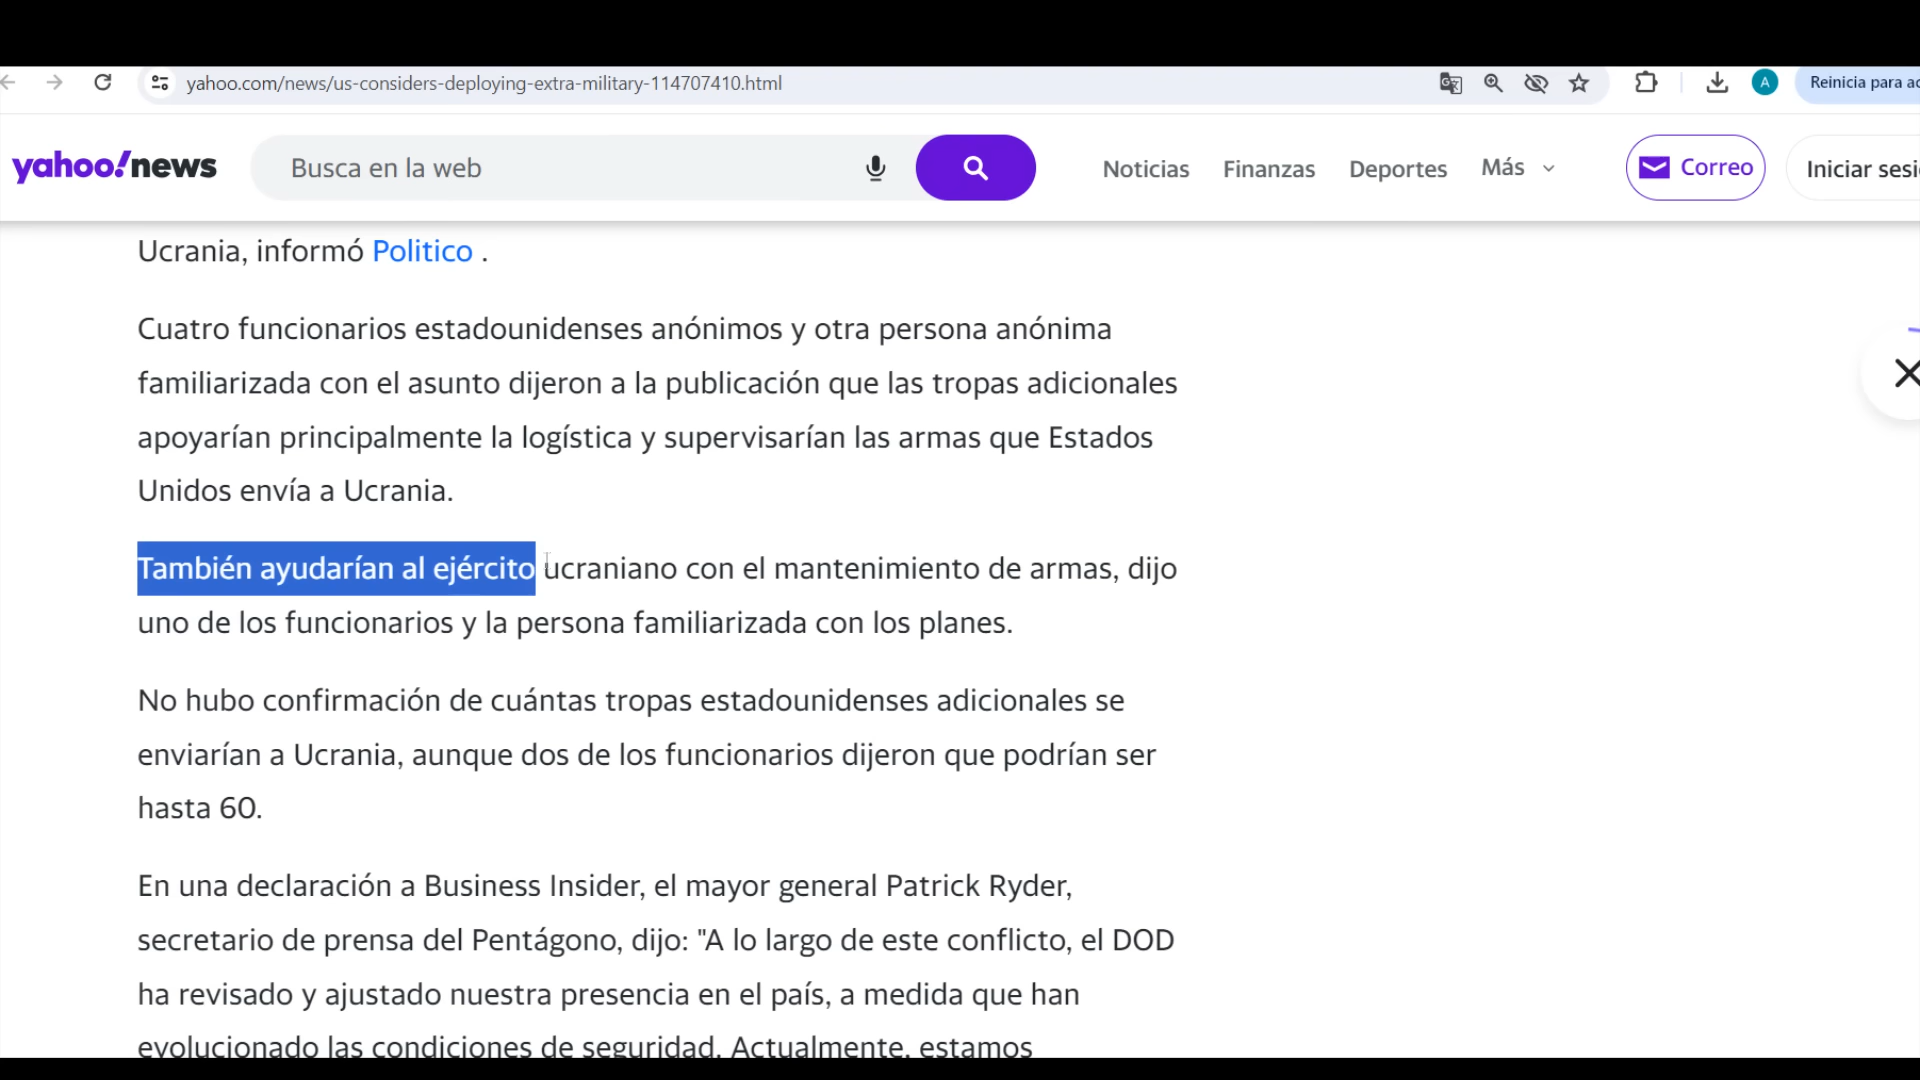 yahoo.com/news/us-considers-deploying-extra-military-114707410.html
A
Reinicia para ac
yahoo!news
Busca en la web
Noticias
Finanzas
Deportes
Más
Correo
Iniciar sesi
Ucrania, informó Politico .
Cuatro funcionarios estadounidenses anónimos y otra persona anónima
familiarizada con el asunto dijeron a la publicación que las tropas adicionales
apoyarían principalmente la logística y supervisarían las armas que Estados
Unidos envía a Ucrania.
También ayudarían al ejército ucraniano con el mantenimiento de armas, dijo
uno de los funcionarios y la persona familiarizada con los planes.
No hubo confirmación de cuántas tropas estadounidenses adicionales se
enviarían a Ucrania, aunque dos de los funcionarios dijeron que podrían ser
hasta 60.
En una declaración a Business Insider, el mayor general Patrick Ryder,
secretario de prensa del Pentágono, dijo: "A lo largo de este conflicto, el DOD
ha revisado y ajustado nuestra presencia en el país, a medida que han
evolucionado las condiciones de seguridad. Actualmente, estamos